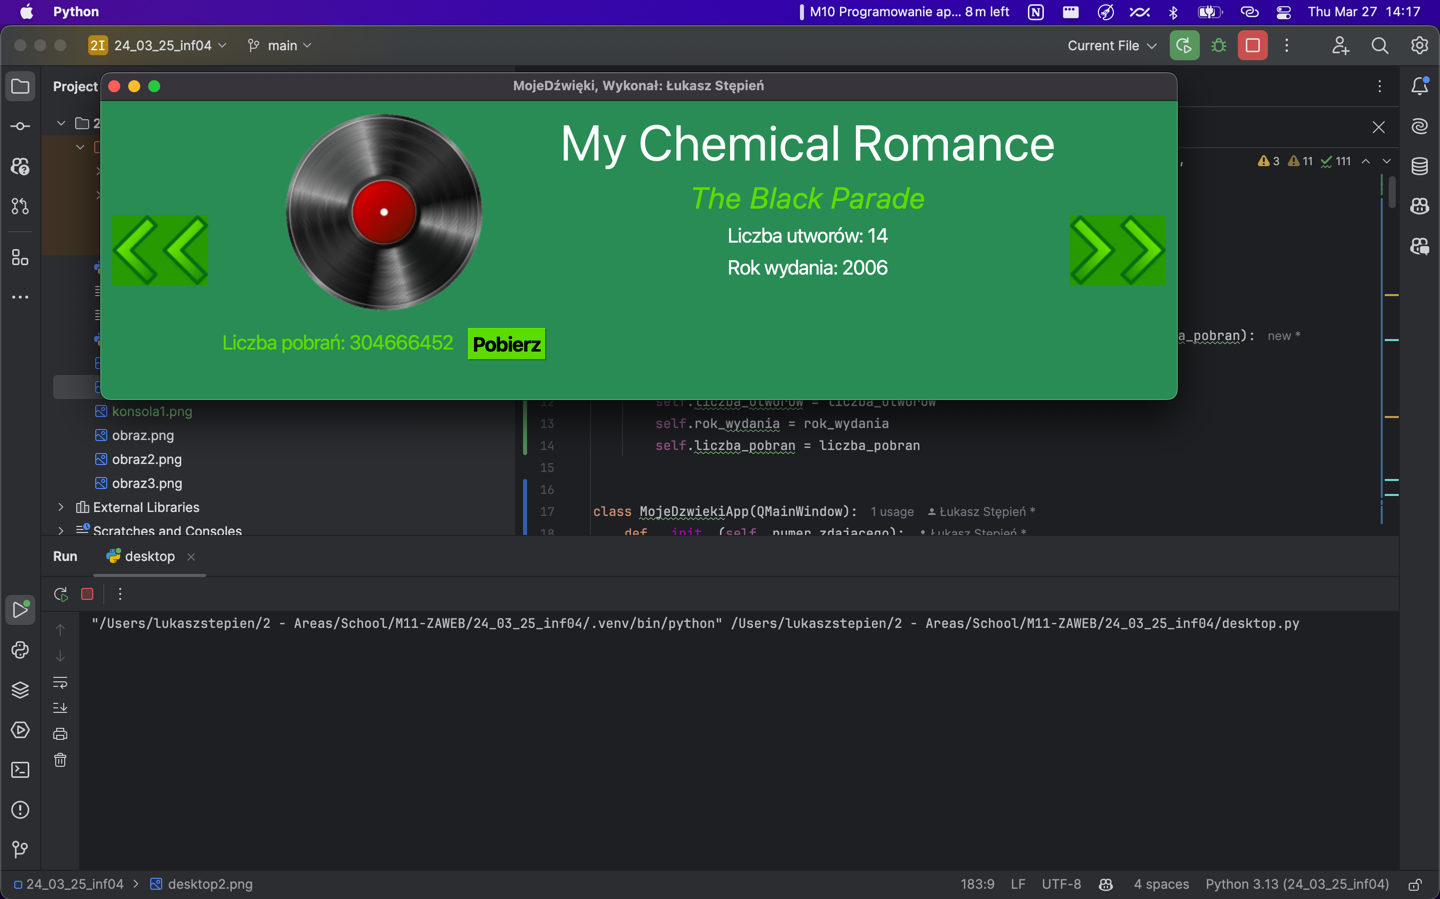 Python
M10 Programowanie ap... 8 m left
Thu Mar 27 14:17
2I 24_03_25_inf04
main
Current File
Project
MojeDźwięki, Wykonał: Łukasz Stępień
My Chemical Romance
The Black Parade
Liczba utworów: 14
Rok wydania: 2006
Liczba pobrań: 304666452
Pobierz
3 11 111
a_pobran): new *
12 self.liczba_utworow = liczba_utworow
13 self.rok_wydania = rok_wydania
14 self.liczba_pobran = liczba_pobran
15
16
17 class MojeDzwiekiApp(QMainWindow): 1 usage Łukasz Stępień *
18 def __init__(self, numer_zdajacego): Łukasz Stępień *
konsola1.png
obraz.png
obraz2.png
obraz3.png
External Libraries
Scratches and Consoles
Run
desktop
"/Users/lukaszstepien/2 - Areas/School/M11-ZAWEB/24_03_25_inf04/.venv/bin/python" /Users/lukaszstepien/2 - Areas/School/M11-ZAWEB/24_03_25_inf04/desktop.py
24_03_25_inf04 > desktop2.png
183:9 LF UTF-8 4 spaces Python 3.13 (24_03_25_inf04)